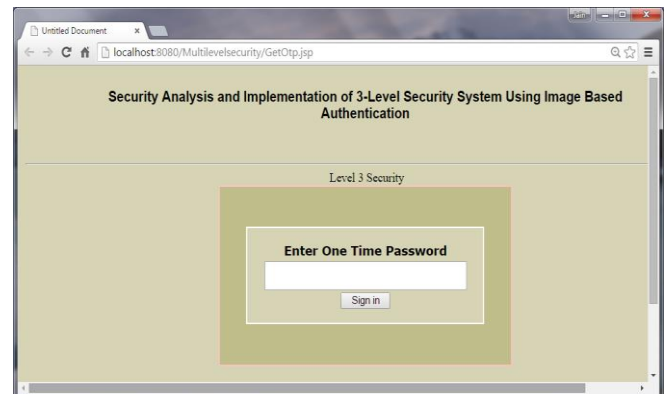 Untitled Document
localhost:8080/Multilevelsecurity/GetOtp.jsp
Security Analysis and Implementation of 3-Level Security System Using Image Based
Authentication
Level 3 Security
Enter One Time Password
Sign in